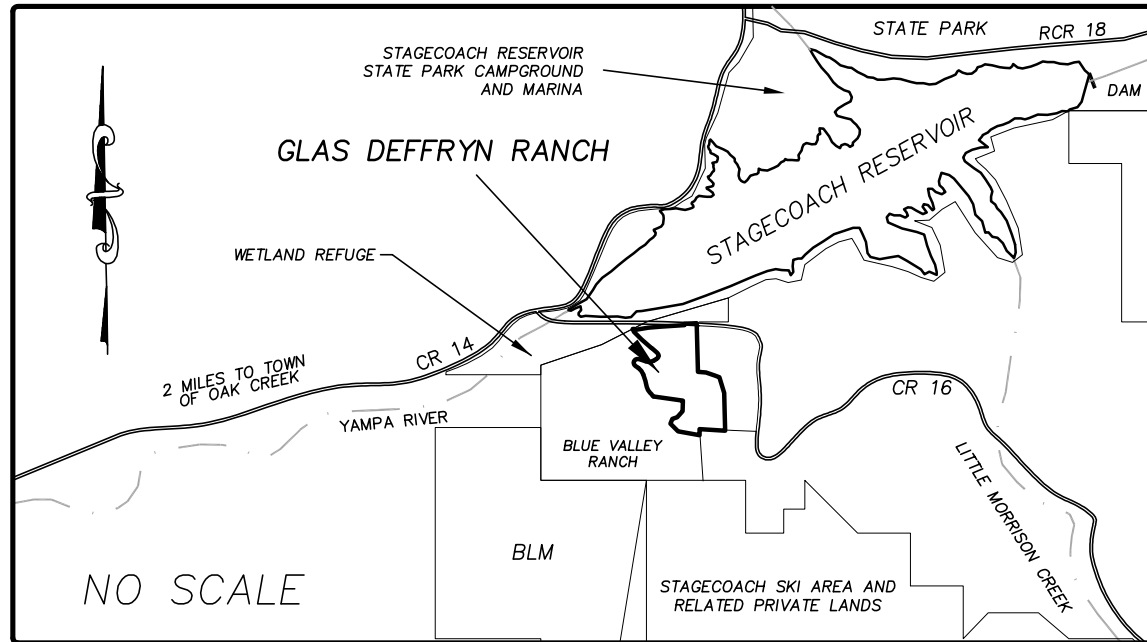 STATE PARK
RCR 18
STAGECOACH RESERVOIR
STATE PARK CAMPGROUND
AND MARINA
DAM
GLAS DEFFRYN RANCH
STAGECOACH RESERVOIR
WETLAND REFUGE
CR 14
2 MILES TO TOWN
OF OAK CREEK
YAMPA RIVER
CR 16
BLUE VALLEY
RANCH
LITTLE MORRISON CREEK
BLM
NO SCALE
STAGECOACH SKI AREA AND
RELATED PRIVATE LANDS